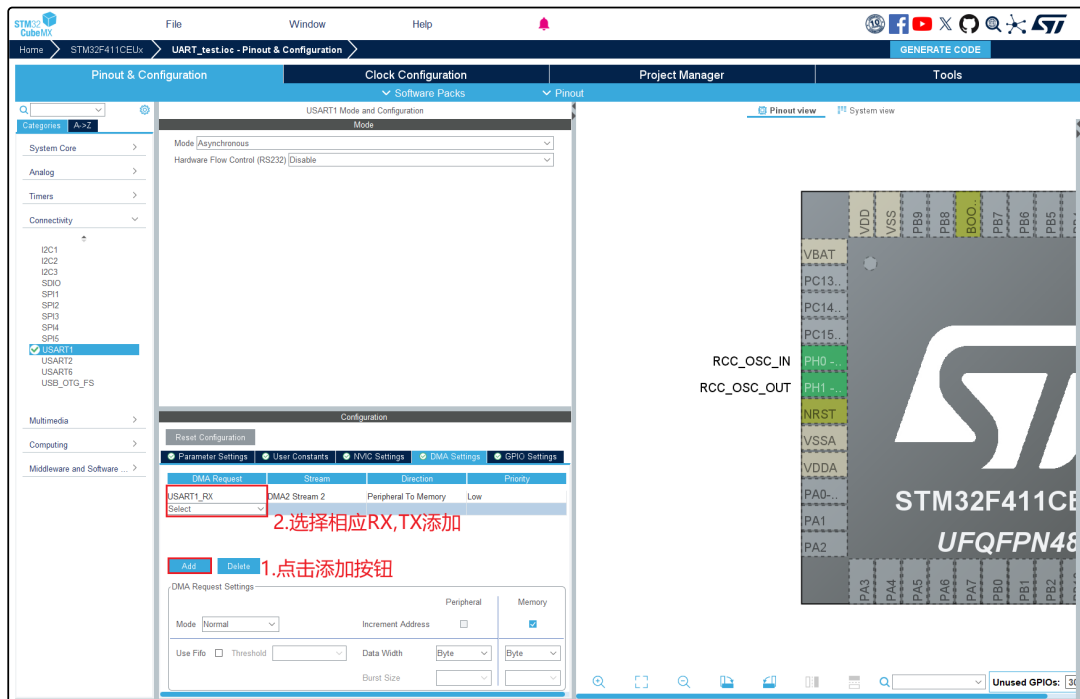 STM32
CubeMX
File
Window
Help
Home
STM32F411CEUx
UART_test.ioc - Pinout & Configuration
GENERATE CODE
Pinout & Configuration
Clock Configuration
Project Manager
Tools
Software Packs
Pinout
Categories
A->Z
System Core
Analog
Timers
Connectivity
I2C1
I2C2
I2C3
SDIO
SPI1
SPI2
SPI3
SPI4
SPI5
USART1
USART2
USART6
USB_OTG_FS
Multimedia
Computing
Middleware and Software ...
USART1 Mode and Configuration
Mode
Mode Asynchronous
Hardware Flow Control (RS232) Disable
Configuration
Reset Configuration
Parameter Settings
User Constants
NVIC Settings
DMA Settings
GPIO Settings
DMA Request
Stream
Direction
Priority
USART1_RX
DMA2 Stream 2
Peripheral To Memory
Low
Select
2.选择相应RX,TX添加
Add
Delete
1.点击添加按钮
DMA Request Settings
Peripheral
Memory
Mode Normal
Increment Address
Use Fifo
Threshold
Data Width
Byte
Byte
Burst Size
Pinout view
System view
VDD
VSS
PB9
PB8
BOO..
PB7
PB6
PB5
VBAT
PC13..
PC14..
PC15..
RCC_OSC_IN
PH0 -..
RCC_OSC_OUT
PH1 -..
NRST
VSSA
VDDA
PA0-..
PA1
PA2
STM32F411CE
UFQFPN48
PA3
PA4
PA5
PA6
PA7
PB0
PB1
PB2
Unused GPIOs: